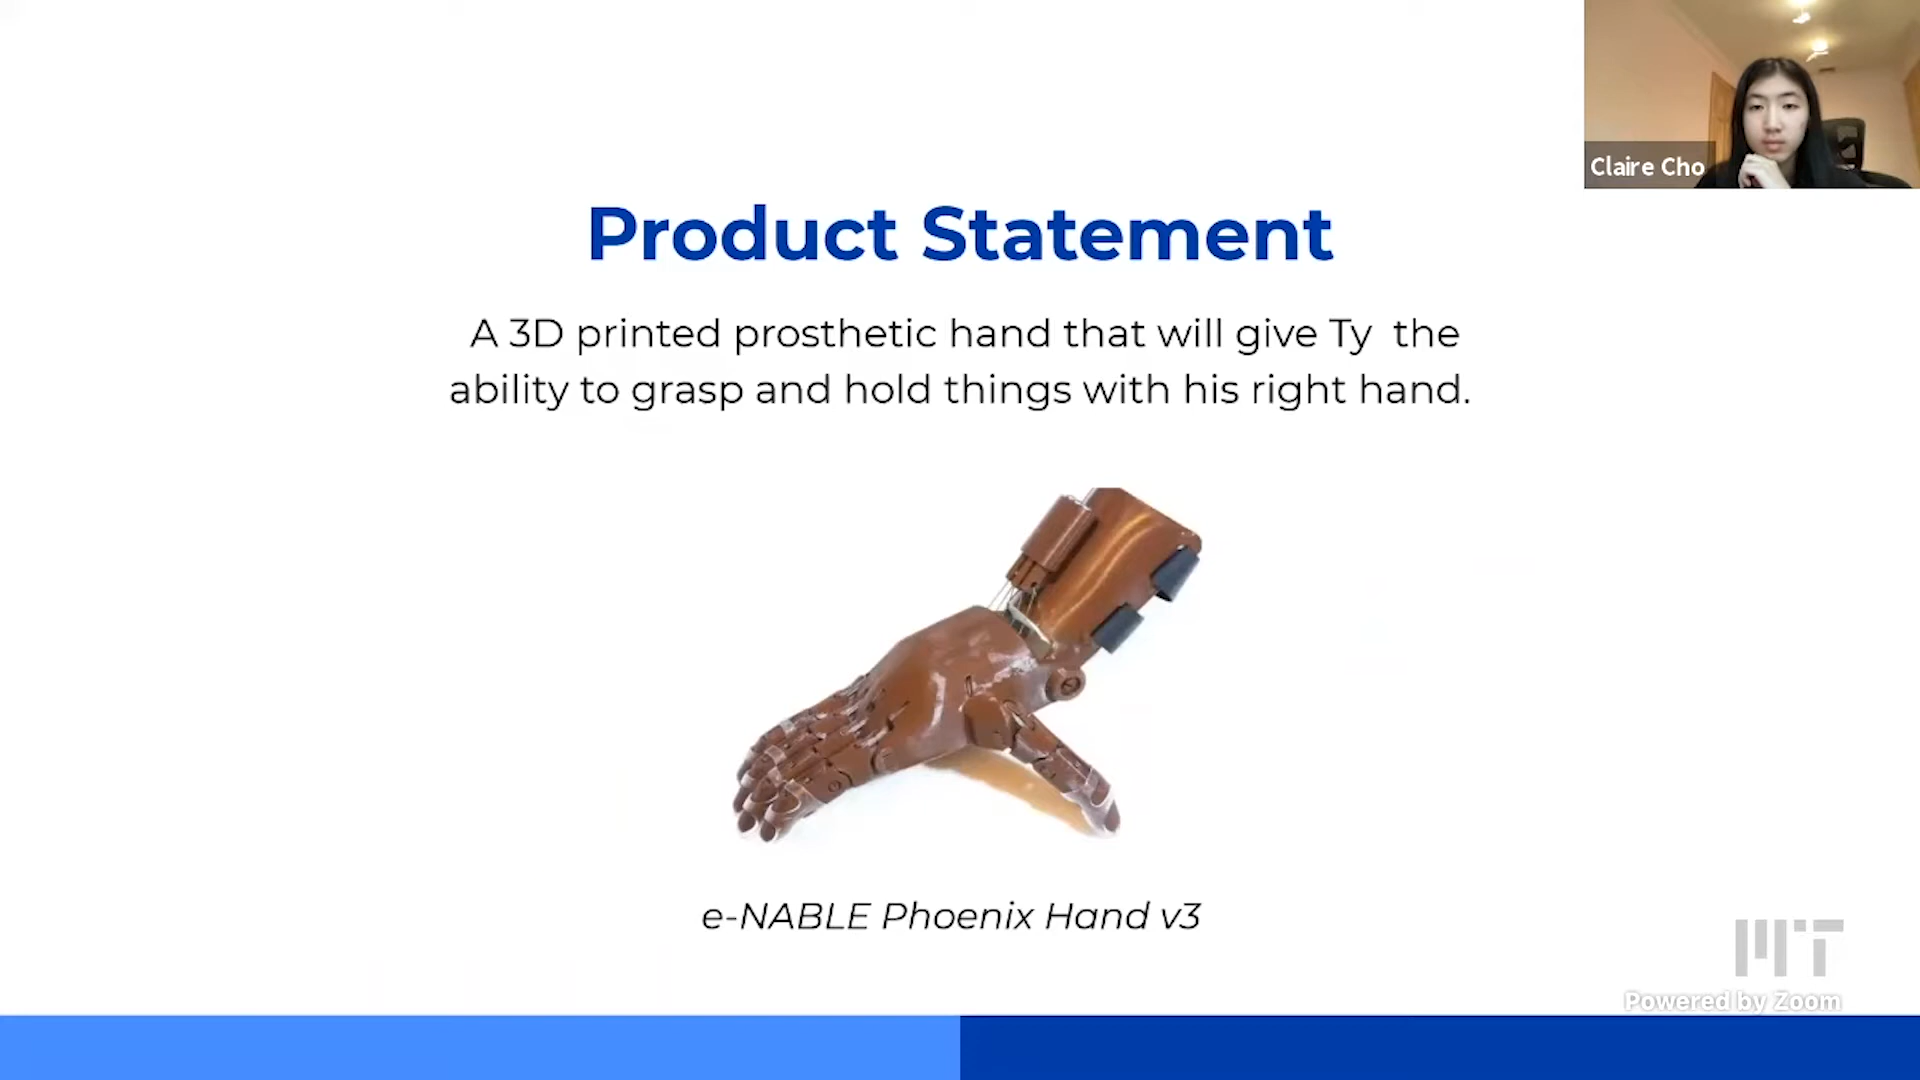 Claire Cho
Product Statement
A 3D printed prosthetic hand that will give Ty the
ability to grasp and hold things with his right hand.
e-NABLE Phoenix Hand v3
MIT
Powered by Zoom